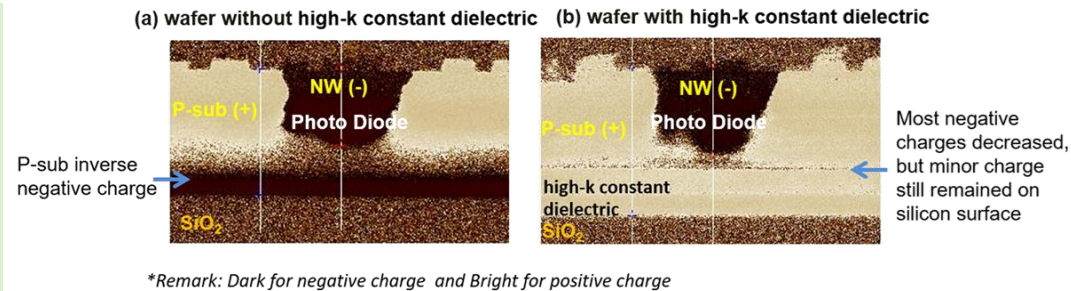 (a) wafer without high-k constant dielectric
(b) wafer with high-k constant dielectric
NW (-)
P-sub (+)
Photo Diode
P-sub inverse
negative charge
SiO2
NW (-)
P-sub (+)
Photo Diode
high-k constant
dielectric
SiO2
Most negative
charges decreased,
but minor charge
still remained on
silicon surface
*Remark: Dark for negative charge and Bright for positive charge